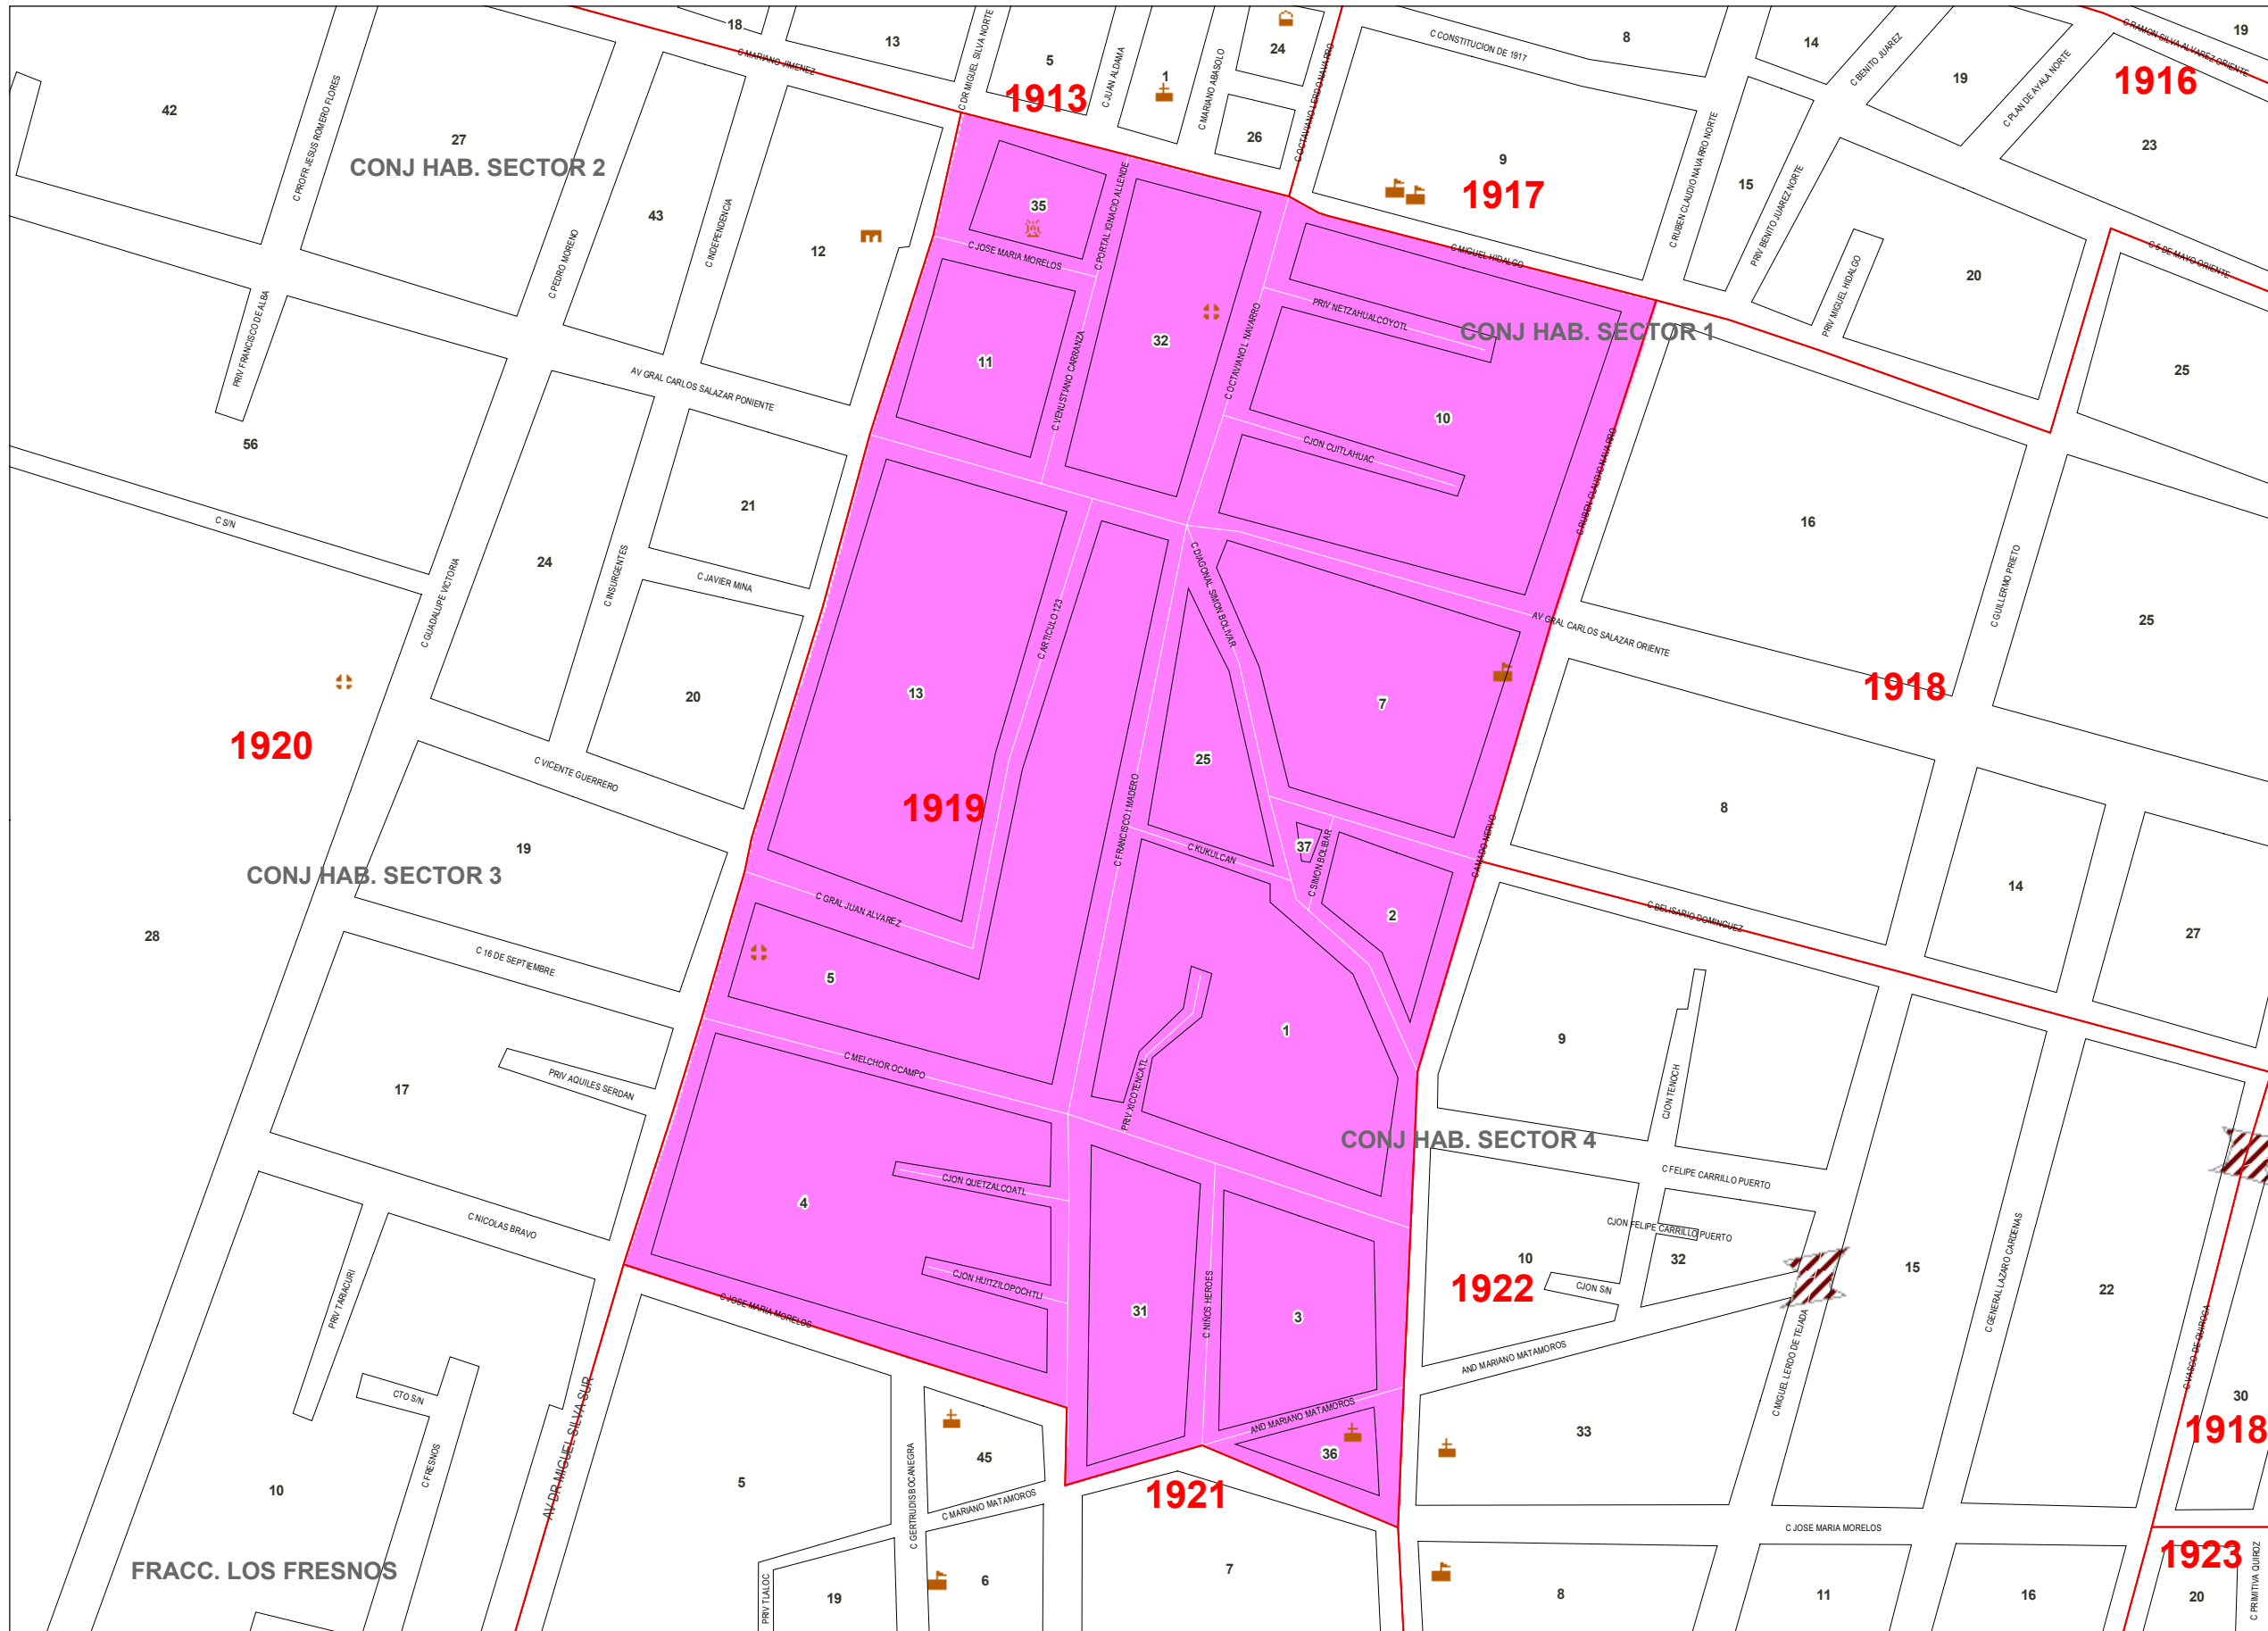 18
13
5
1
24
8
14
19
19
C RAMON SILVA ALVAREZ ORIENTE
C MARIANO JIMENEZ
C DR MIGUEL SILVA NORTE
1913
C JUAN ALDAMA
C MARIANO ABASOLO
26
C OCTAVIANO LERDO NAVARRO
C CONSTITUCION DE 1917
9
1917
C RUBEN CLAUDIO NAVARRO NORTE
15
C BENITO JUAREZ
C PLAN DE AYALA NORTE
1916
23
42
C PROFR JESUS ROMERO FLORES
27
CONJ HAB. SECTOR 2
43
C INDEPENDENCIA
C PEDRO MORENO
12
35
C PORTAL IGNACIO ALLENDE
C JOSE MARIA MORELOS
C MIGUEL HIDALGO
PRIV BENITO JUAREZ NORTE
PRIV MIGUEL HIDALGO
20
C 5 DE MAYO ORIENTE
25
PRIV FRANCISCO DE ALBA
11
C VENUSTIANO CARRANZA
32
C OCTAVIANO L NAVARRO
PRIV NETZAHUALCOYOTL
CONJ HAB. SECTOR 1
10
CJON CUITLAHUAC
C RUBEN CLAUDIO NAVARRO
AV GRAL CARLOS SALAZAR PONIENTE
56
C S/N
24
21
C GUADALUPE VICTORIA
C INSURGENTES
C JAVIER MINA
20
16
C GUILLERMO PRIETO
25
C DIAGONAL SIMON BOLIVAR
C ARTICULO 123
13
AV GRAL CARLOS SALAZAR ORIENTE
7
1918
1920
C VICENTE GUERRERO
1919
25
C FRANCISCO I MADERO
8
14
27
19
CONJ HAB. SECTOR 3
28
C KUKULCAN
37
C SIMON BOLIBAR
2
C AMADO NERVO
C BELISARIO DOMINGUEZ
C GRAL JUAN ALVAREZ
C 16 DE SEPTIEMBRE
5
1
9
17
PRIV AQUILES SERDAN
C MELCHOR OCAMPO
PRIV XICOTENCATL
CJON TENOCH
CONJ HAB. SECTOR 4
C FELIPE CARRILLO PUERTO
CJON FELIPE CARRILLO PUERTO
4
CJON QUETZALCOATL
C NICOLAS BRAVO
10
32
CJON S/N
1922
15
C GENERAL LAZARO CARDENAS
22
PRIV TARIACURI
CJON HUITZILOPOCHTLI
C JOSE MARIA MORELOS
31
C NIÑOS HEROES
3
AND MARIANO MATAMOROS
C MIGUEL LERDO DE TEJADA
C VASCO DE QUIROGA
30
1918
CTO S/N
C FRESNOS
AV DR MIGUEL SILVA SUR
10
5
C GERTRUDIS BOCANEGRA
45
C MARIANO MATAMOROS
AND MARIANO MATAMOROS
36
33
1921
C JOSE MARIA MORELOS
1923
FRACC. LOS FRESNOS
PRIV TLALOC
19
6
7
8
11
16
20
C PRIMITIVA QUIROZ